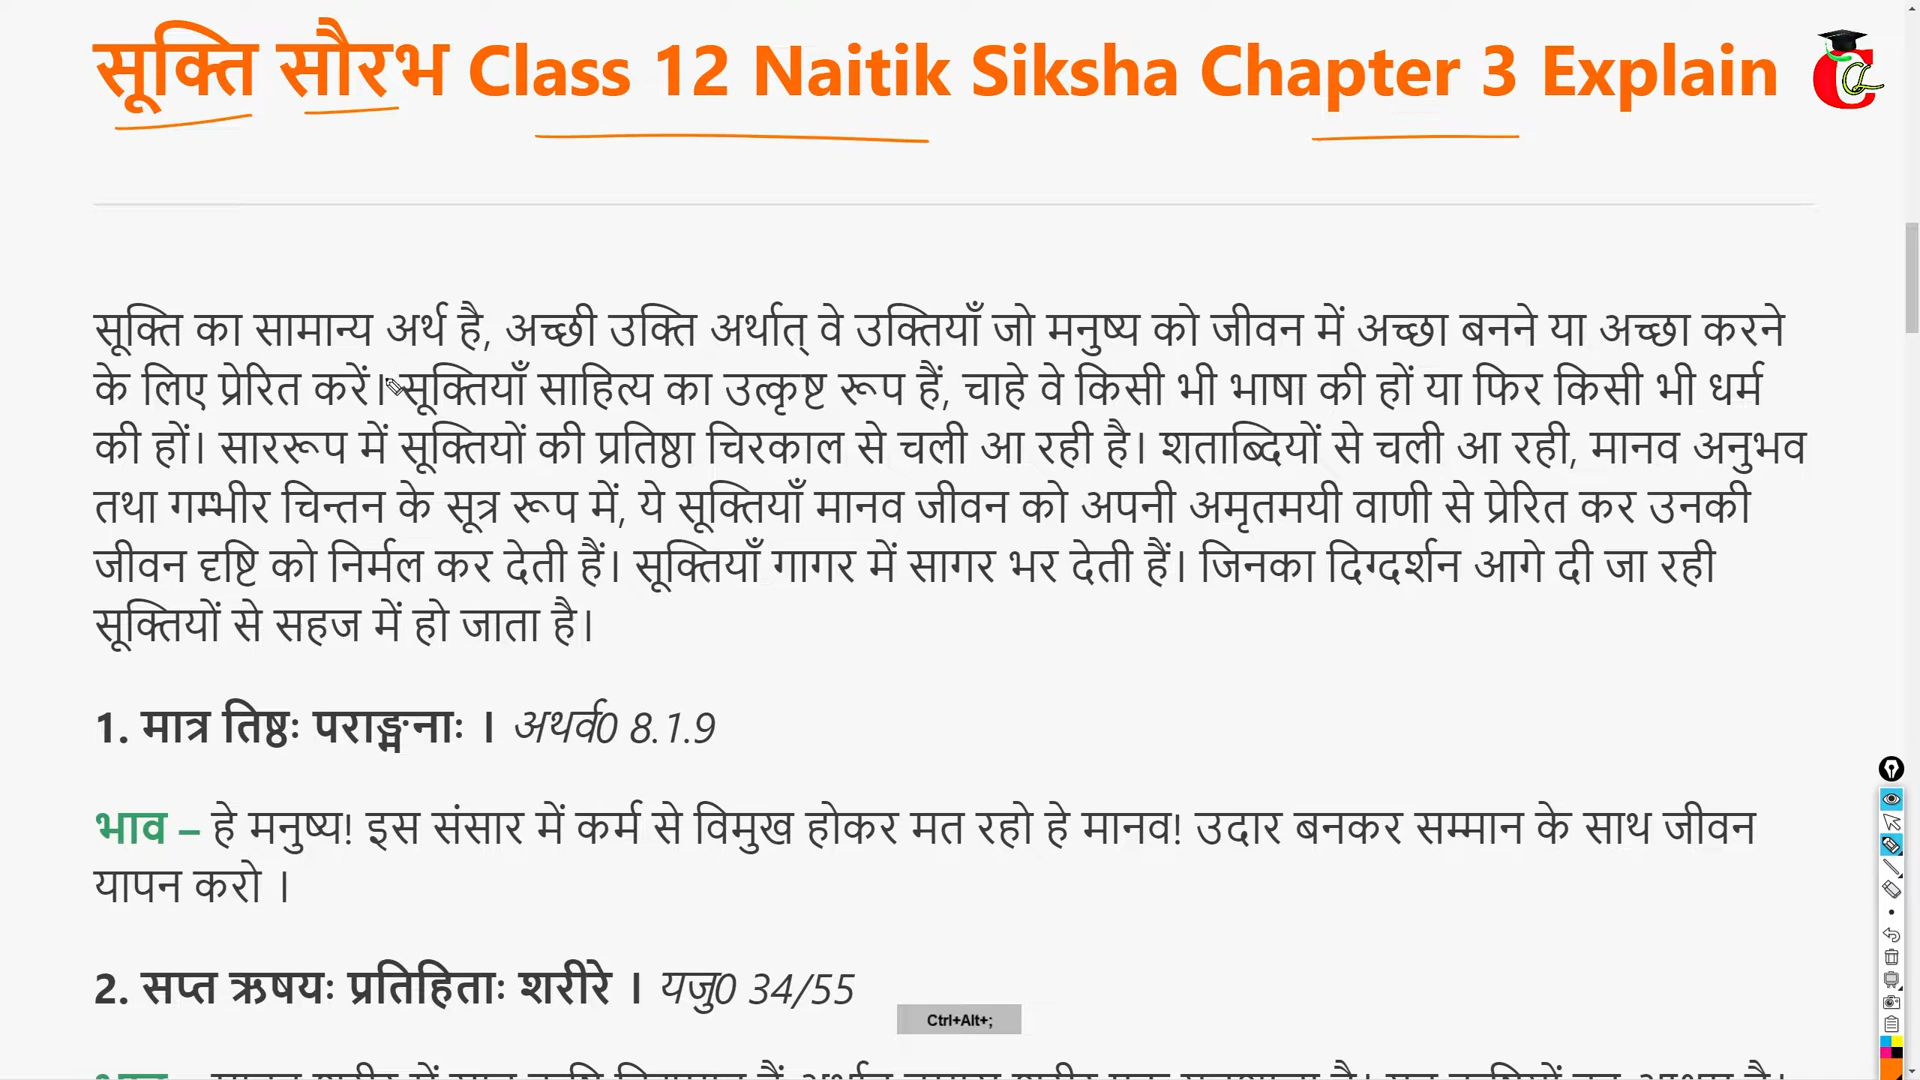 सूक्ति सौरभ Class 12 Naitik Siksha Chapter 3 Explain
सूक्ति का सामान्य अर्थ है, अच्छी उक्ति अर्थात् वे उक्तियाँ जो मनुष्य को जीवन में अच्छा बनने या अच्छा करने
के लिए प्रेरित करें। सूक्तियाँ साहित्य का उत्कृष्ट रूप हैं, चाहे वे किसी भी भाषा की हों या फिर किसी भी धर्म
की हों। साररूप में सूक्तियों की प्रतिष्ठा चिरकाल से चली आ रही है। शताब्दियों से चली आ रही, मानव अनुभव
तथा गम्भीर चिन्तन के सूत्र रूप में, ये सूक्तियाँ मानव जीवन को अपनी अमृतमयी वाणी से प्रेरित कर उनकी
जीवन दृष्टि को निर्मल कर देती हैं। सूक्तियाँ गागर में सागर भर देती हैं। जिनका दिग्दर्शन आगे दी जा रही
सूक्तियों से सहज में हो जाता है।
1. मात्र तिष्ठः पराङ्मनाः । अथर्व0 8.1.9
भाव – हे मनुष्य! इस संसार में कर्म से विमुख होकर मत रहो हे मानव! उदार बनकर सम्मान के साथ जीवन
यापन करो ।
2. सप्त ऋषयः प्रतिहिताः शरीरे । यजु0 34/55
Ctrl+Alt+;